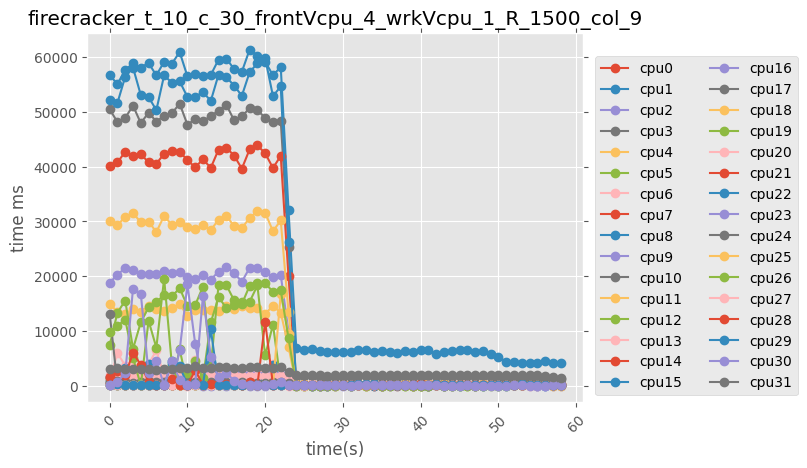 firecracker_t_10_c_30_frontVcpu_4_wrkVcpu_1_R_1500_col_9
60000
50000
40000
30000
20000
10000
0
time ms
0
10
20
30
40
50
60
time(s)
cpu0
cpu1
cpu2
cpu3
cpu4
cpu5
cpu6
cpu7
cpu8
cpu9
cpu10
cpu11
cpu12
cpu13
cpu14
cpu15
cpu16
cpu17
cpu18
cpu19
cpu20
cpu21
cpu22
cpu23
cpu24
cpu25
cpu26
cpu27
cpu28
cpu29
cpu30
cpu31